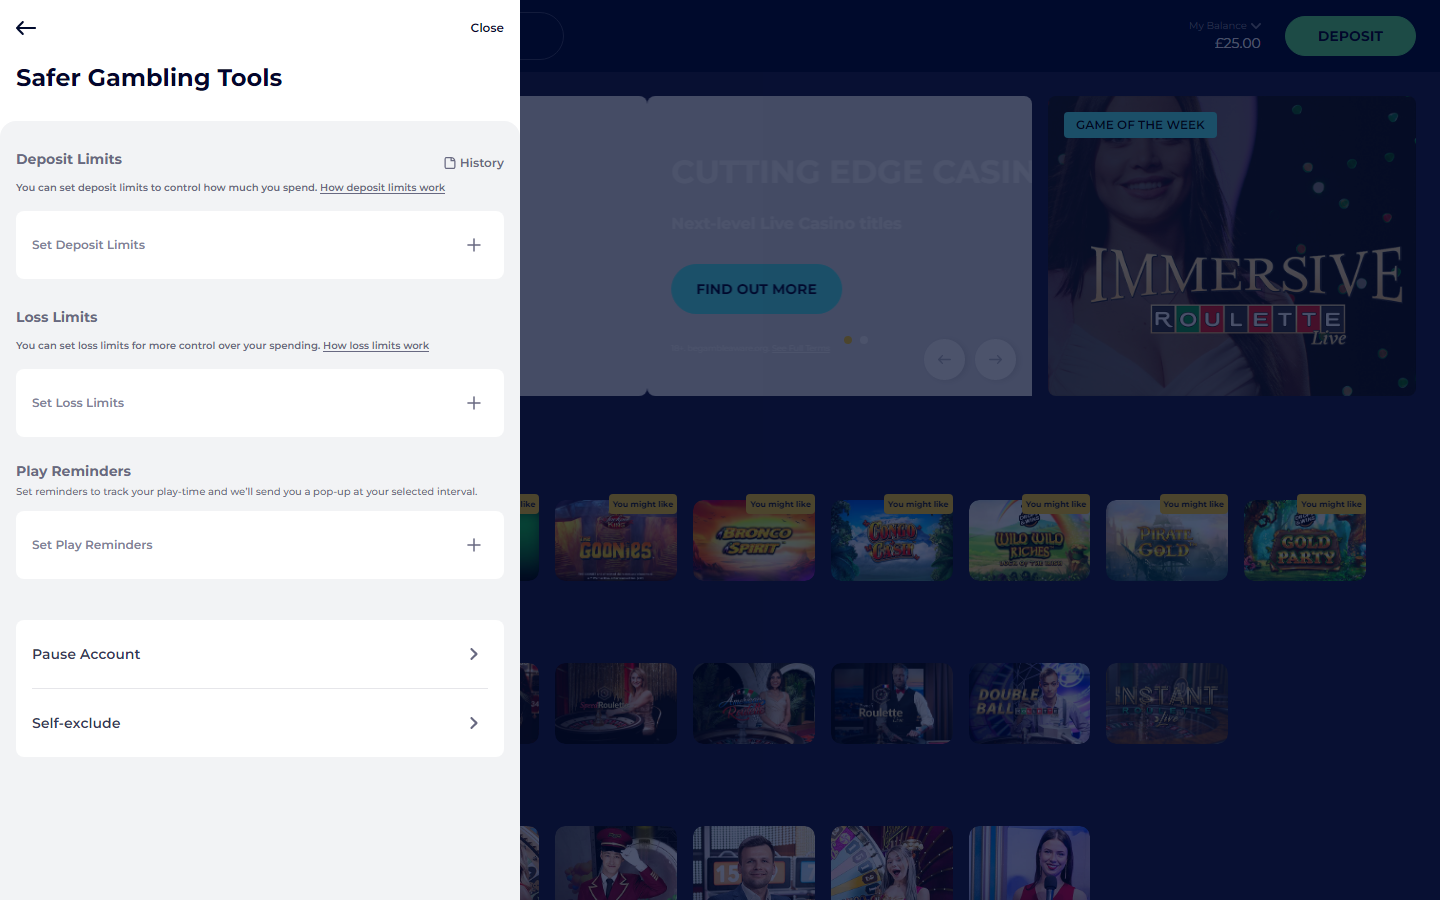 Close
Safer Gambling Tools
Deposit Limits
History
You can set deposit limits to control how much you spend. How deposit limits work
Set Deposit Limits
Loss Limits
You can set loss limits for more control over your spending. How loss limits work
Set Loss Limits
Play Reminders
Set reminders to track your play-time and we'll send you a pop-up at your selected interval.
Set Play Reminders
Pause Account
Self-exclude
My Balance
£25.00
DEPOSIT
CUTTING EDGE CASIN
Next-level Live Casino titles
FIND OUT MORE
GAME OF THE WEEK
IMMERSIVE
ROULETTE
Live
like
You might like
You might like
You might like
You might like
You might like
You might like
GOONIES
BRONCO
SPIRIT
CONGO
CASH
WILD WILD
RICHES
PIRATE
GOLD
GOLD
PARTY
Roulette
American
Roulette
Roulette
DOUBLE
BALL
INSTANT
15